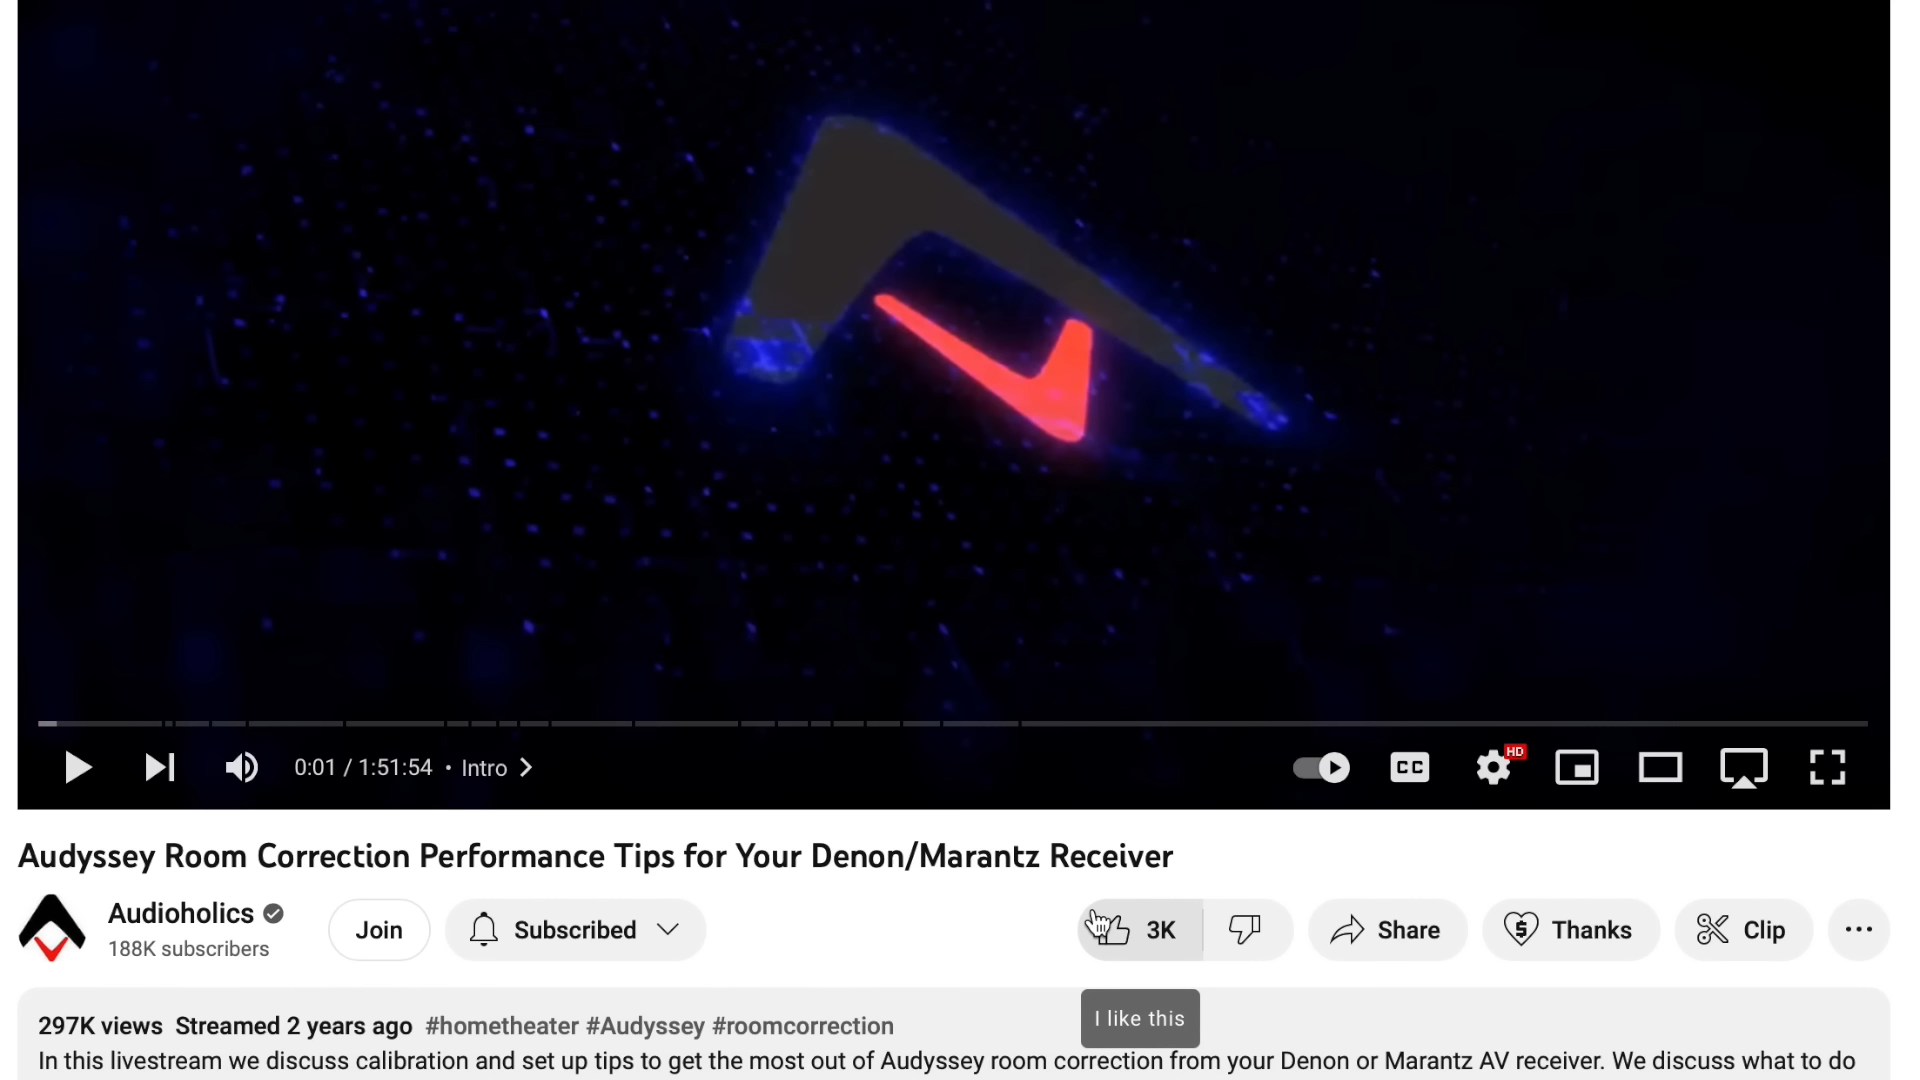 0:01 / 1:51:54 • Intro
CC
HD
Audyssey Room Correction Performance Tips for Your Denon/Marantz Receiver
Audioholics
188K subscribers
Join
Subscribed
3K
Share
Thanks
Clip
I like this
297K views Streamed 2 years ago #hometheater #Audyssey #roomcorrection
In this livestream we discuss calibration and set up tips to get the most out of Audyssey room correction from your Denon or Marantz AV receiver. We discuss what to do